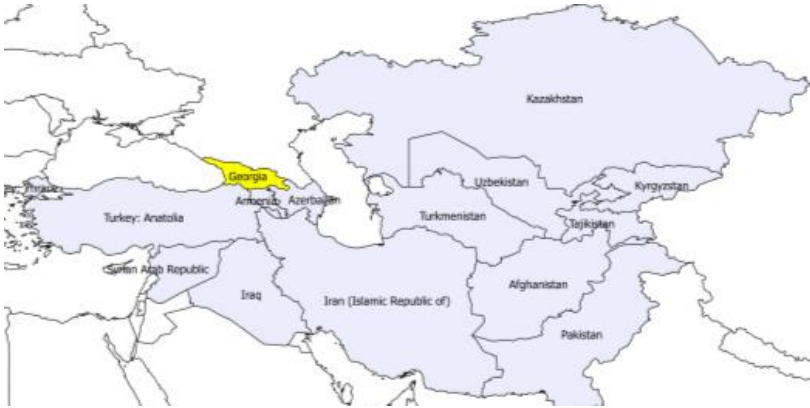 Kazakhstan
Georgia
Uzbekistan
Kyrgyzstan
Thrace
Armenia
Azerbaijan
Turkey: Anatolia
Turkmenistan
Tajikistan
Syrian Arab Republic
Afghanistan
Iraq
Iran (Islamic Republic of)
Pakistan